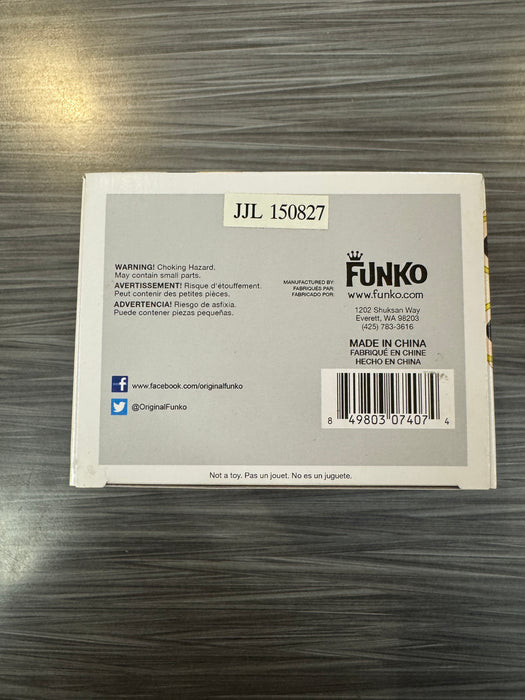 JJL 150827
WARNING! Choking Hazard.
May contain small parts.
AVERTISSEMENT! Risque d'étouffement.
Peut contenir des petites pièces.
ADVERTENCIA! Riesgo de asfixia.
Puede contener piezas pequeñas.
MANUFACTURED BY:
FABRIQUÉS PAR:
FABRICADO POR:
FUNKO
www.funko.com
1202 Shuksan Way
Everett, WA 98203
(425) 783-3616
MADE IN CHINA
FABRIQUÉ EN CHINE
HECHO EN CHINA
f www.facebook.com/originalfunko
@OriginalFunko
8 49803 07407 4
Not a toy. Pas un jouet. No es un juguete.